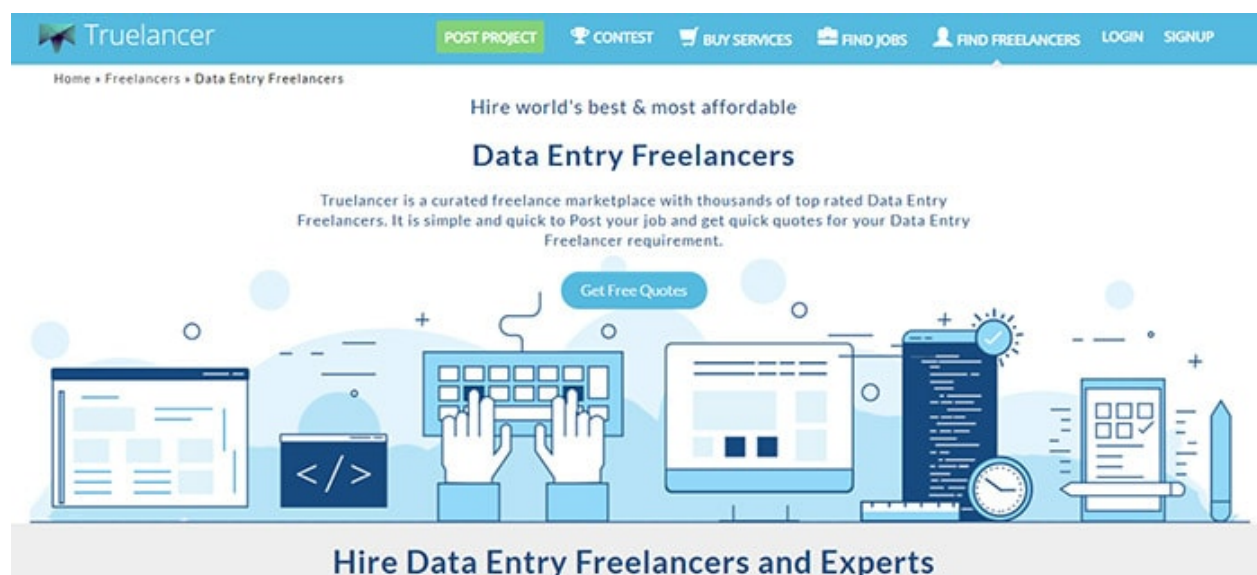 Truelancer
POST PROJECT CONTEST BUY SERVICES FIND JOBS FIND FREELANCERS LOGIN SIGNUP
Home » Freelancers » Data Entry Freelancers
Hire world's best & most affordable
Data Entry Freelancers
Truelancer is a curated freelance marketplace with thousands of top rated Data Entry
Freelancers. It is simple and quick to Post your job and get quick quotes for your Data Entry
Freelancer requirement.
Get Free Quotes
</>
Hire Data Entry Freelancers and Experts